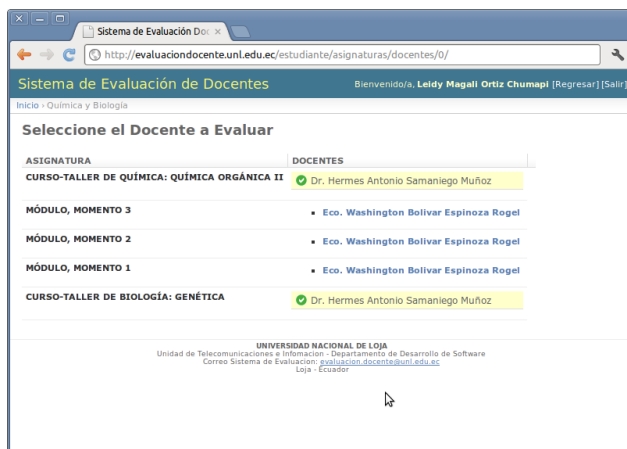 Sistema de Evaluación Doc
http://evaluaciondocente.unl.edu.ec/estudiante/asignaturas/docentes/0/
Sistema de Evaluación de Docentes
Bienvenido/a, Leidy Magali Ortiz Chumapi [Regresar] [Salir]
Inicio › Química y Biología
Seleccione el Docente a Evaluar
ASIGNATURA DOCENTES
CURSO-TALLER DE QUÍMICA: QUÍMICA ORGÁNICA II Dr. Hermes Antonio Samaniego Muñoz
MÓDULO, MOMENTO 3 Eco. Washington Bolivar Espinoza Rogel
MÓDULO, MOMENTO 2 Eco. Washington Bolivar Espinoza Rogel
MÓDULO, MOMENTO 1 Eco. Washington Bolivar Espinoza Rogel
CURSO-TALLER DE BIOLOGÍA: GENÉTICA Dr. Hermes Antonio Samaniego Muñoz
UNIVERSIDAD NACIONAL DE LOJA
Unidad de Telecomunicaciones e Infomacion - Departamento de Desarrollo de Software
Correo Sistema de Evaluacion: evaluacion.docente@unl.edu.ec
Loja - Ecuador